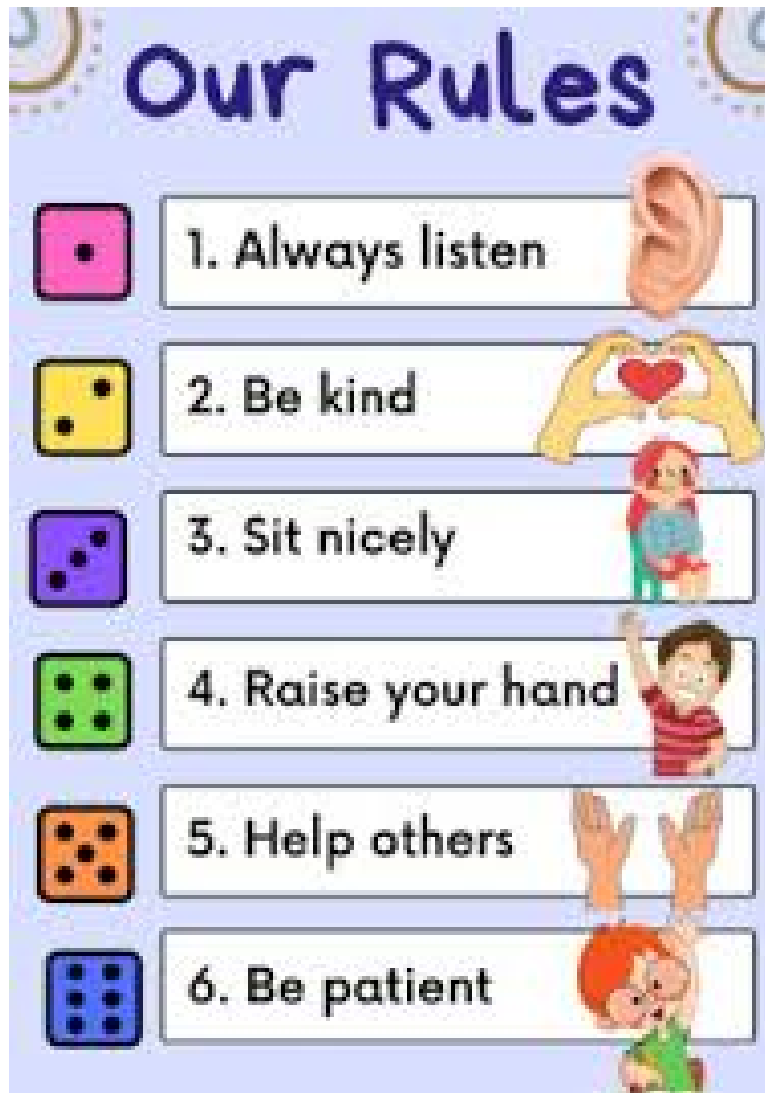 Our Rules
1. Always listen
2. Be kind
3. Sit nicely
4. Raise your hand
5. Help others
6. Be patient